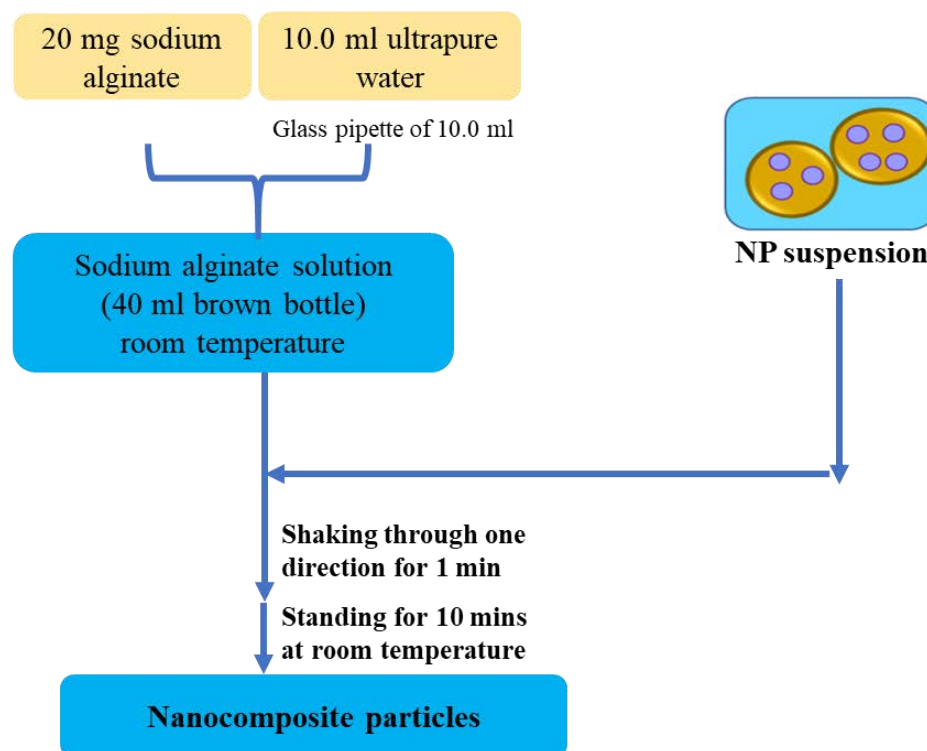 20 mg sodium
alginate
10.0 ml ultrapure
water
Glass pipette of 10.0 ml
Sodium alginate solution
(40 ml brown bottle)
room temperature
NP suspension
Shaking through one
direction for 1 min
Standing for 10 mins
at room temperature
Nanocomposite particles